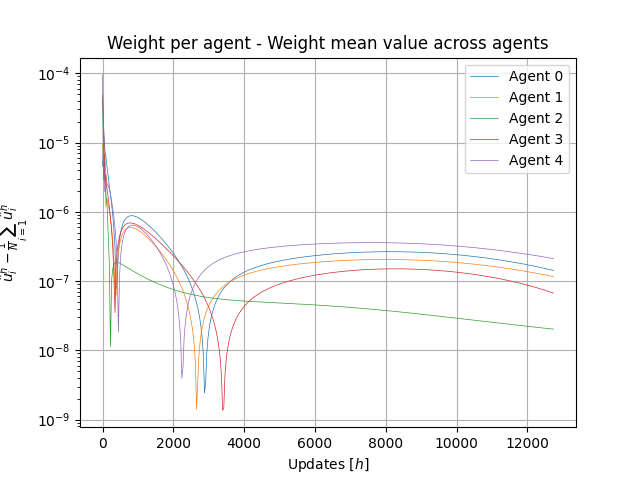 Weight per agent - Weight mean value across agents
Agent 0
Agent 1
Agent 2
Agent 3
Agent 4
10⁻⁴
10⁻⁵
10⁻⁶
10⁻⁷
10⁻⁸
10⁻⁹
0 2000 4000 6000 8000 10000 12000
Updates [h]